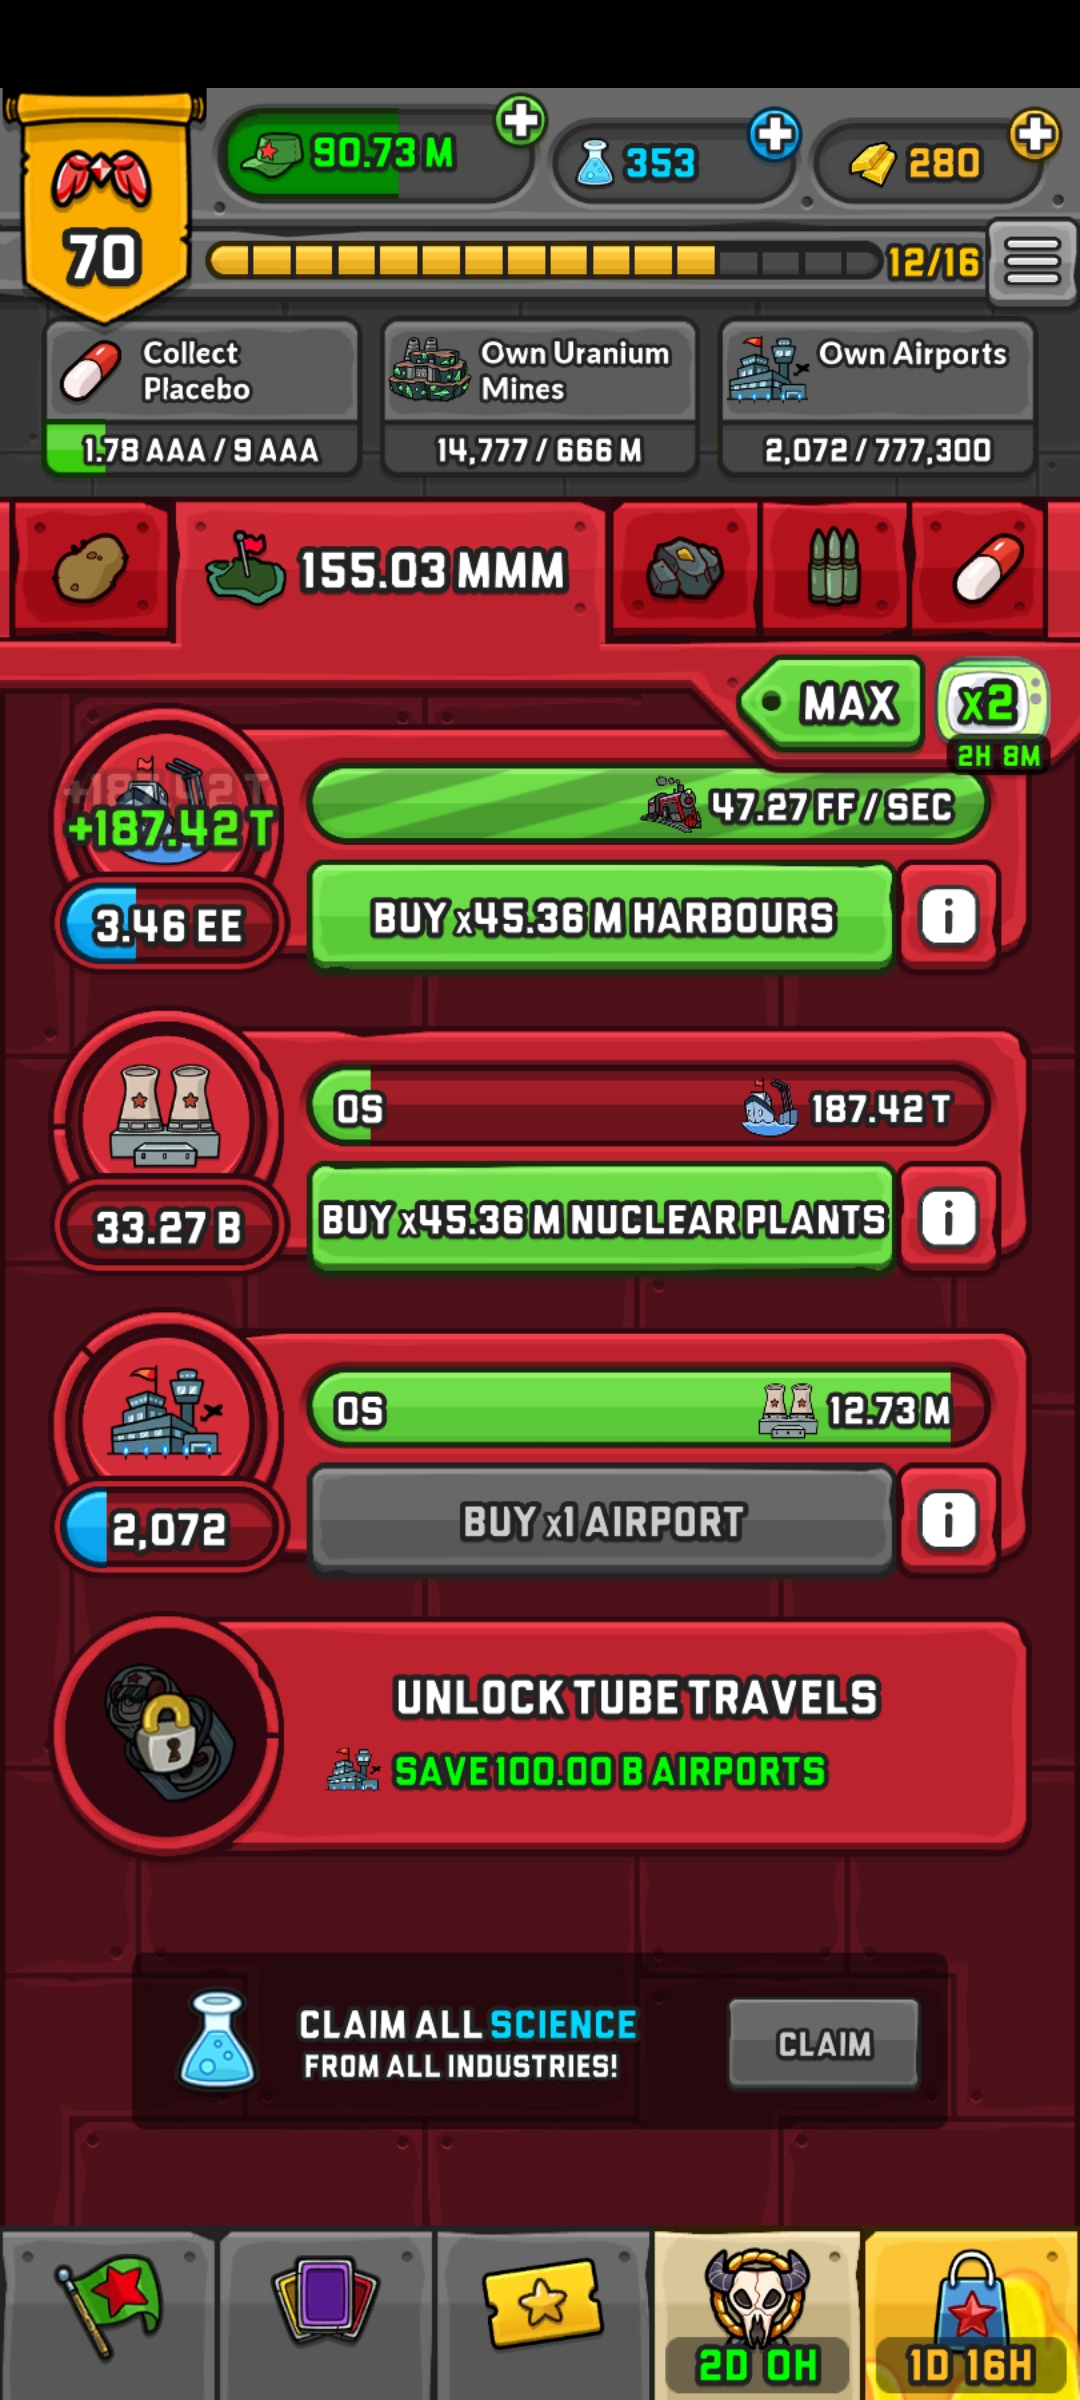 90.73 M
353
280
70
12/16
Collect
Placebo
1.78 AAA / 9 AAA
Own Uranium
Mines
14,777 / 666 M
Own Airports
2,072 / 777,300
155.03 MMM
MAX
x2
2H 8M
+187.42 T
+187.42 T
47.27 FF / SEC
3.46 EE
BUY x45.36 M HARBOURS
i
0S
187.42 T
33.27 B
BUY x45.36 M NUCLEAR PLANTS
i
0S
12.73 M
2,072
BUY x1 AIRPORT
i
UNLOCK TUBE TRAVELS
SAVE 100.00 B AIRPORTS
CLAIM ALL SCIENCE
FROM ALL INDUSTRIES!
CLAIM
2D 0H
1D 16H